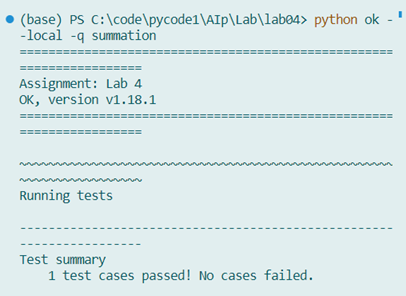 (base) PS C:\code\pycode1\AIp\Lab\lab04> python ok -
-local -q summation
===================================================
=================
Assignment: Lab 4
OK, version v1.18.1
===================================================
=================
~~~~~~~~~~~~~~~~~~~~~~~~~~~~~~~~~~~~~~~~~~~~~~~~~~~
~~~~~~~~~~~~~~~~~
Running tests
---------------------------------------------------
-----------------
Test summary
    1 test cases passed! No cases failed.